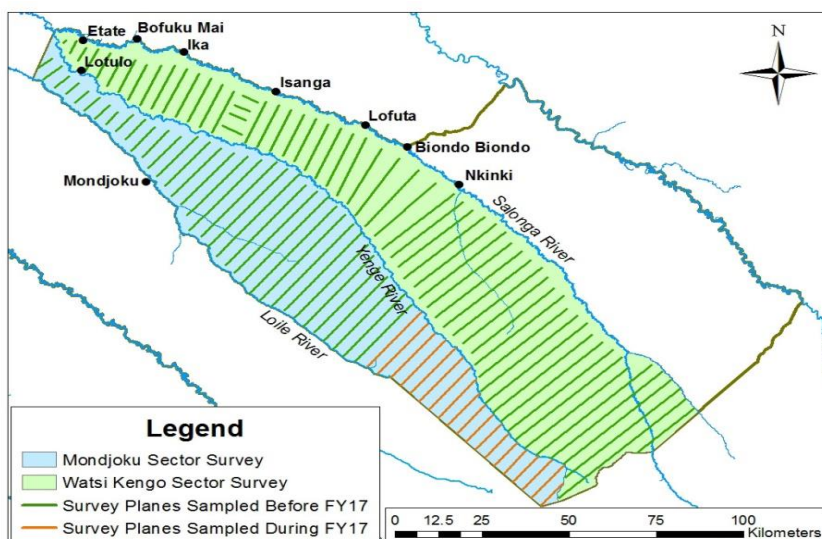 N
Etate
Bofuku Mai
Ika
Lotulo
Isanga
Lofuta
Biondo Biondo
Mondjoku
Nkinki
Salonga River
Yenge River
Loile River
Legend
Mondjoku Sector Survey
Watsi Kengo Sector Survey
Survey Planes Sampled Before FY17
Survey Planes Sampled During FY17
0 12.5 25 50 75 100
Kilometers